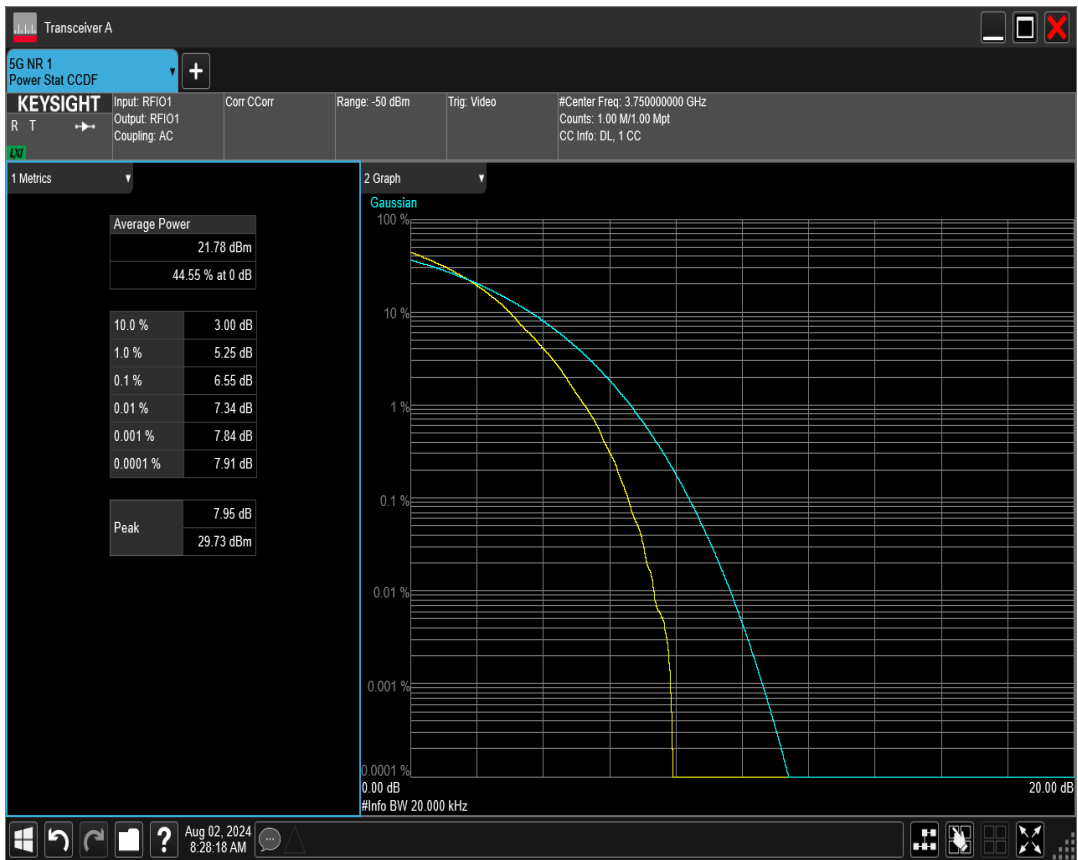 Transceiver A
5G NR 1
Power Stat CCDF
KEYSIGHT
R T
LXI
Input: RFIO1
Output: RFIO1
Coupling: AC
Corr CCorr
Range: -50 dBm
Trig: Video
#Center Freq: 3.750000000 GHz
Counts: 1.00 M/1.00 Mpt
CC Info: DL, 1 CC
1 Metrics
Average Power
21.78 dBm
44.55 % at 0 dB
10.0 % 3.00 dB
1.0 % 5.25 dB
0.1 % 6.55 dB
0.01 % 7.34 dB
0.001 % 7.84 dB
0.0001 % 7.91 dB
Peak
7.95 dB
29.73 dBm
2 Graph
Gaussian
100 %
10 %
1 %
0.1 %
0.01 %
0.001 %
0.0001 %
0.00 dB 20.00 dB
#Info BW 20.000 kHz
?
Aug 02, 2024
8:28:18 AM